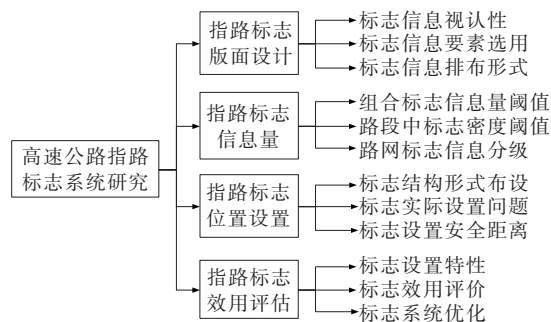 高速公路指路
标志系统研究
指路标志
版面设计
标志信息视认性
标志信息要素选用
标志信息排布形式
指路标志
信息量
组合标志信息量阈值
路段中标志密度阈值
路网标志信息分级
指路标志
位置设置
标志结构形式布设
标志实际设置问题
标志设置安全距离
指路标志
效用评估
标志设置特性
标志效用评价
标志系统优化